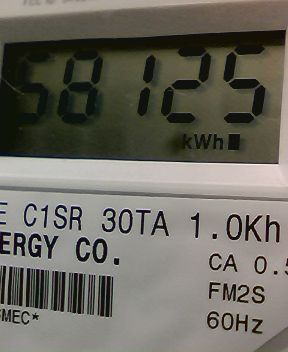 58125
kWh
E C1SR 30TA 1.0Kh
ERGY CO.
CA 0.5
FM2S
MEC*
60Hz